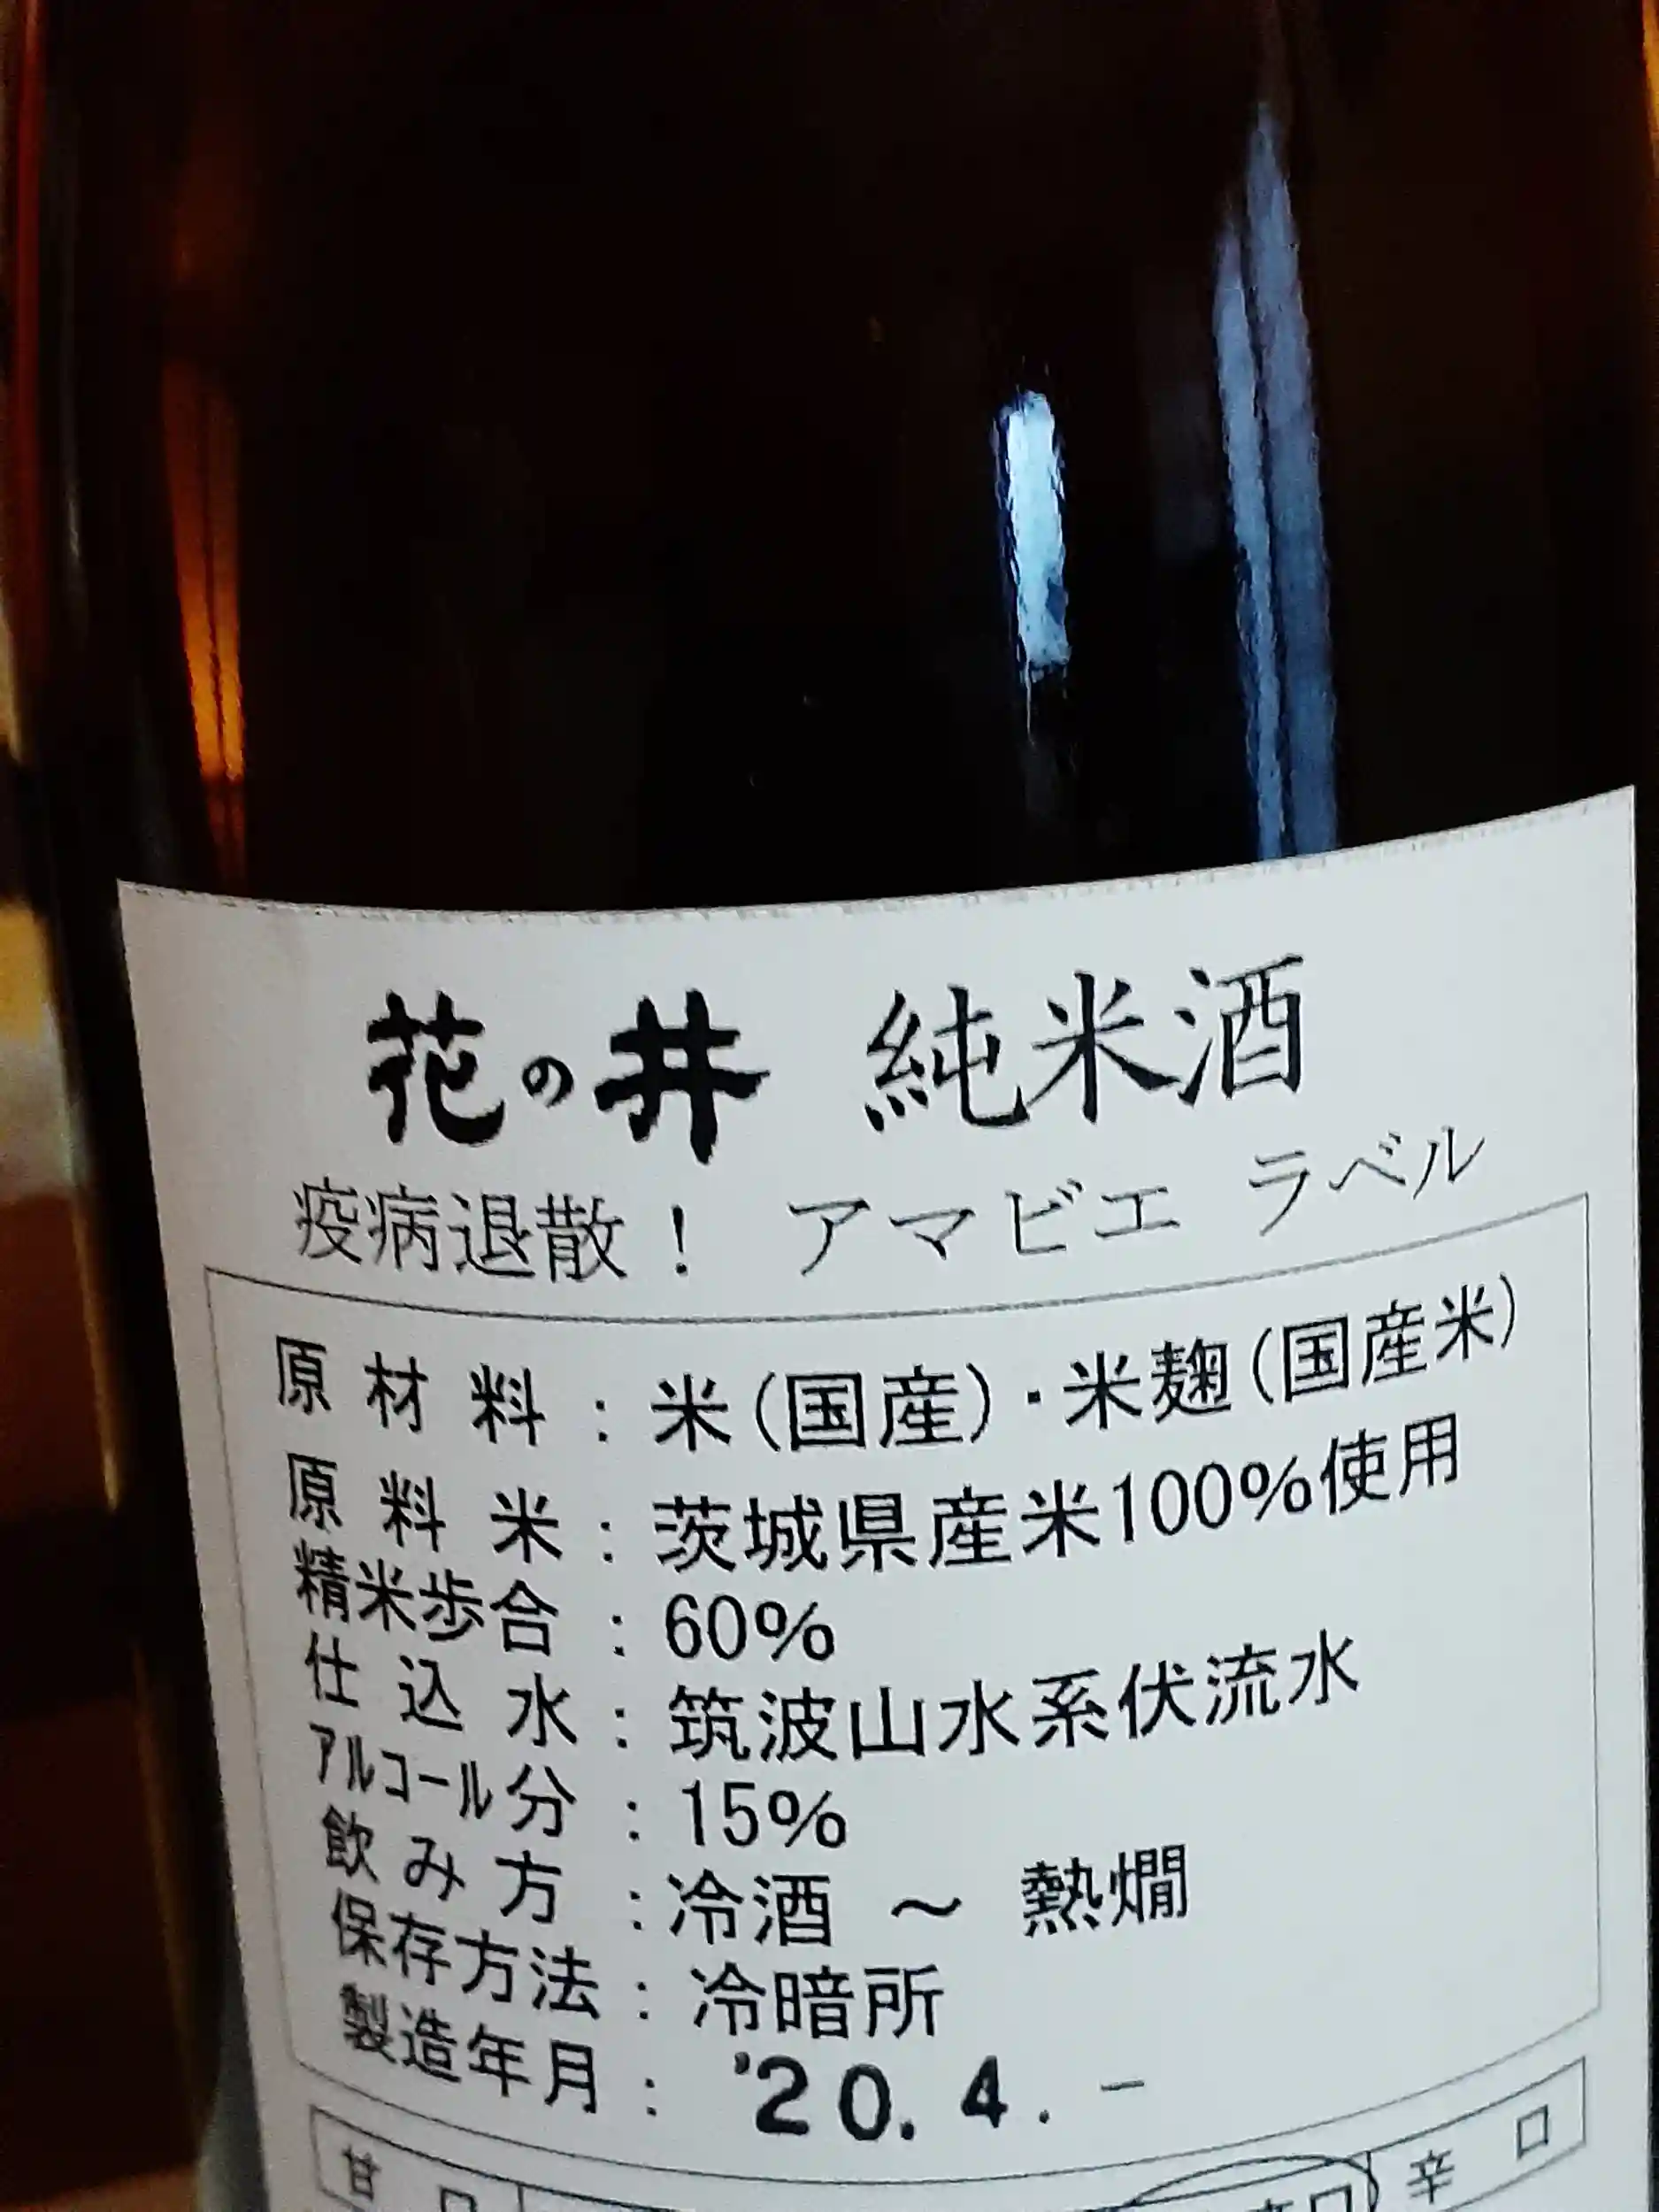 花の井 純米酒
疫病退散! アマビエ ラベル
原材料:米(国産)・米麹(国産米)
原料米:茨城県産米100%使用
精米歩合:60%
仕込水:筑波山水系伏流水
アルコール分:15%
飲み方:冷酒 ～ 熱燗
保存方法:冷暗所
製造年月:'20.4.-
甘口 辛口